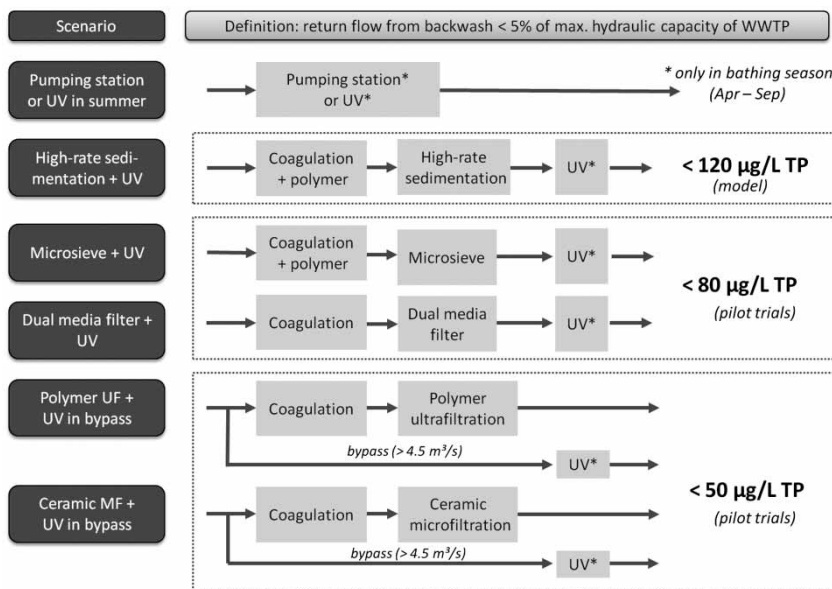 Scenario
Definition: return flow from backwash < 5% of max. hydraulic capacity of WWTP
Pumping station
or UV in summer
Pumping station*
or UV*
* only in bathing season
(Apr – Sep)
High-rate sedi-
mentation + UV
Coagulation
+ polymer
High-rate
sedimentation
UV*
< 120 µg/L TP
(model)
Microsieve + UV
Coagulation
+ polymer
Microsieve
UV*
Dual media filter +
UV
Coagulation
Dual media
filter
UV*
< 80 µg/L TP
(pilot trials)
Polymer UF +
UV in bypass
Coagulation
Polymer
ultrafiltration
bypass (> 4.5 m³/s)
UV*
Ceramic MF +
UV in bypass
Coagulation
Ceramic
microfiltration
bypass (> 4.5 m³/s)
UV*
< 50 µg/L TP
(pilot trials)